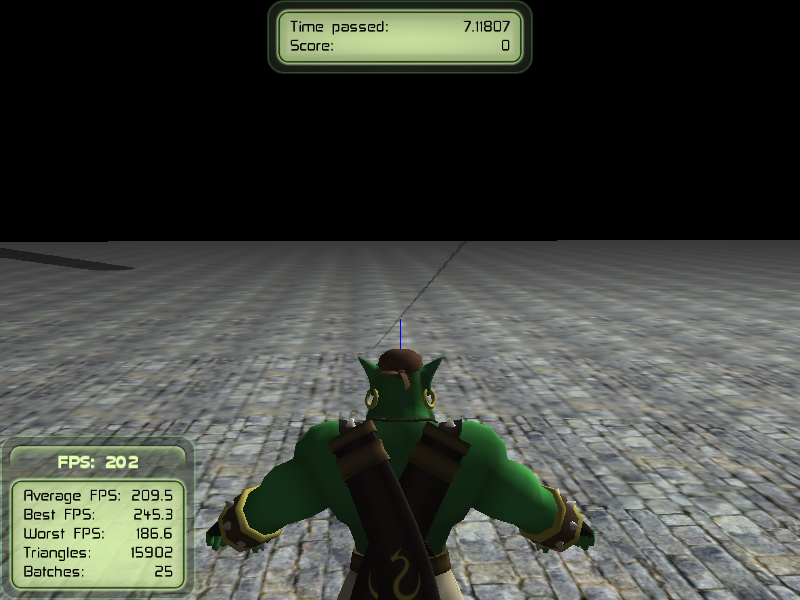 Time passed: 7.11807
Score: 0
FPS: 202
Average FPS: 209.5
Best FPS: 245.3
Worst FPS: 186.6
Triangles: 15902
Batches: 25